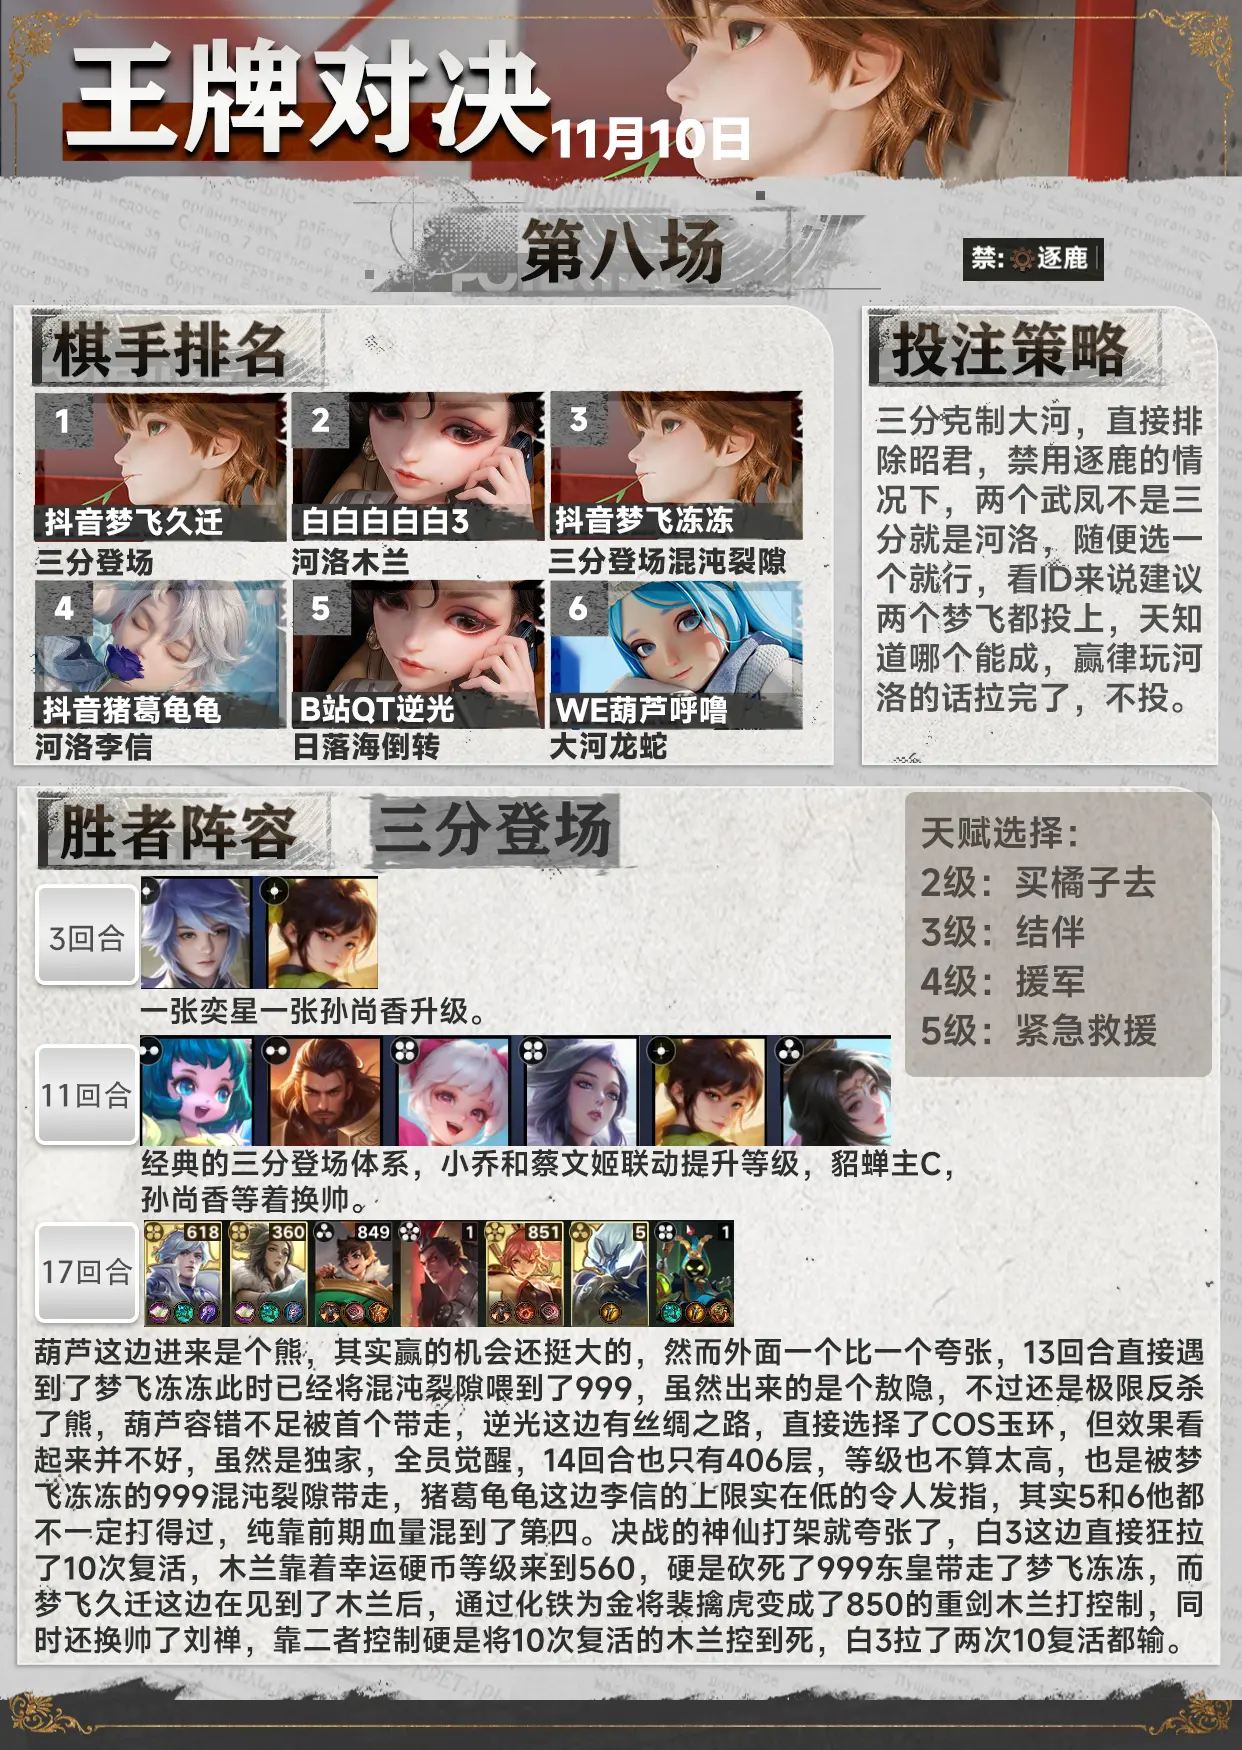 王牌对决
11月10日
第八场
禁:逐鹿
棋手排名
1
抖音梦飞久迁
三分登场
2
白白白白白3
河洛木兰
3
抖音梦飞冻冻
三分登场混沌裂隙
4
抖音猪葛龟龟
河洛李信
5
B站QT逆光
日落海倒转
6
WE葫芦呼噜
大河龙蛇
投注策略
三分克制大河，直接排
除昭君，禁用逐鹿的情
况下，两个武凤不是三
分就是河洛，随便选一
个就行，看ID来说建议
两个梦飞都投上，天知
道哪个能成，赢律玩河
洛的话拉完了，不投。
胜者阵容
三分登场
天赋选择：
2级：买橘子去
3级：结伴
4级：援军
5级：紧急救援
3回合
一张奕星一张孙尚香升级。
11回合
经典的三分登场体系，小乔和蔡文姬联动提升等级，貂蝉主C，
孙尚香等着换帅。
17回合
618 360 849 1 851 5 1
葫芦这边进来是个熊，其实赢的机会还挺大的，然而外面一个比一个夸张，13回合直接遇
到了梦飞冻冻此时已经将混沌裂隙喂到了999，虽然出来的是个敖隐，不过还是极限反杀
了熊，葫芦容错不足被首个带走，逆光这边有丝绸之路，直接选择了COS玉环，但效果看
起来并不好，虽然是独家，全员觉醒，14回合也只有406层，等级也不算太高，也是被梦
飞冻冻的999混沌裂隙带走，猪葛龟龟这边李信的上限实在低的令人发指，其实5和6他都
不一定打得过，纯靠前期血量混到了第四。决战的神仙打架就夸张了，白3这边直接狂拉
了10次复活，木兰靠着幸运硬币等级来到560，硬是砍死了999东皇带走了梦飞冻冻，而
梦飞久迁这边在见到了木兰后，通过化铁为金将裴擒虎变成了850的重剑木兰打控制，同
时还换帅了刘禅，靠二者控制硬是将10次复活的木兰控到死，白3拉了两次10复活都输。